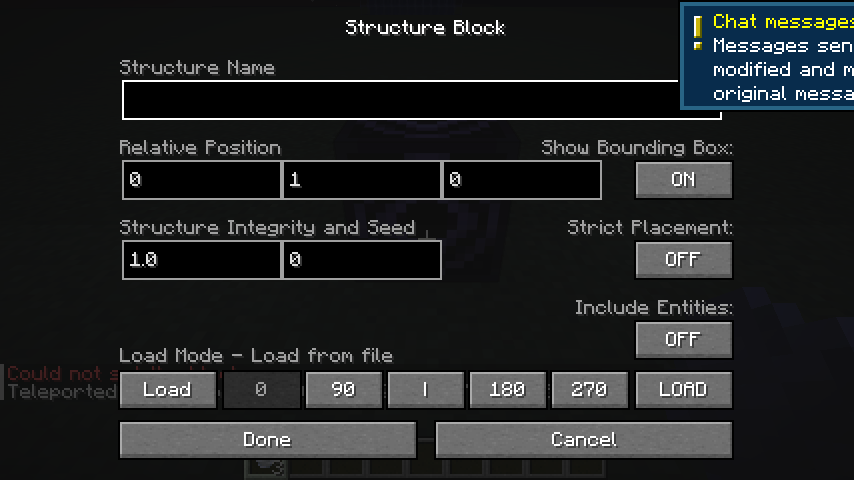 Structure Block
Chat messages
Messages sen
modified and m
original messa
Structure Name
Relative Position
Show Bounding Box:
0
1
0
ON
Structure Integrity and Seed
Strict Placement:
1.0
0
OFF
Include Entities:
OFF
Load Mode - Load from file
Could not s
Teleported
Load
0
90
|
180
270
LOAD
Done
Cancel
3